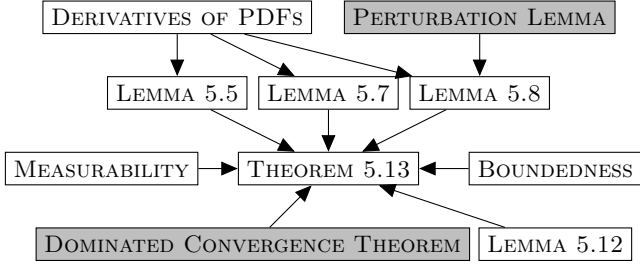 DERIVATIVES OF PDFS
PERTURBATION LEMMA
LEMMA 5.5
LEMMA 5.7
LEMMA 5.8
MEASURABILITY
THEOREM 5.13
BOUNDEDNESS
DOMINATED CONVERGENCE THEOREM
LEMMA 5.12